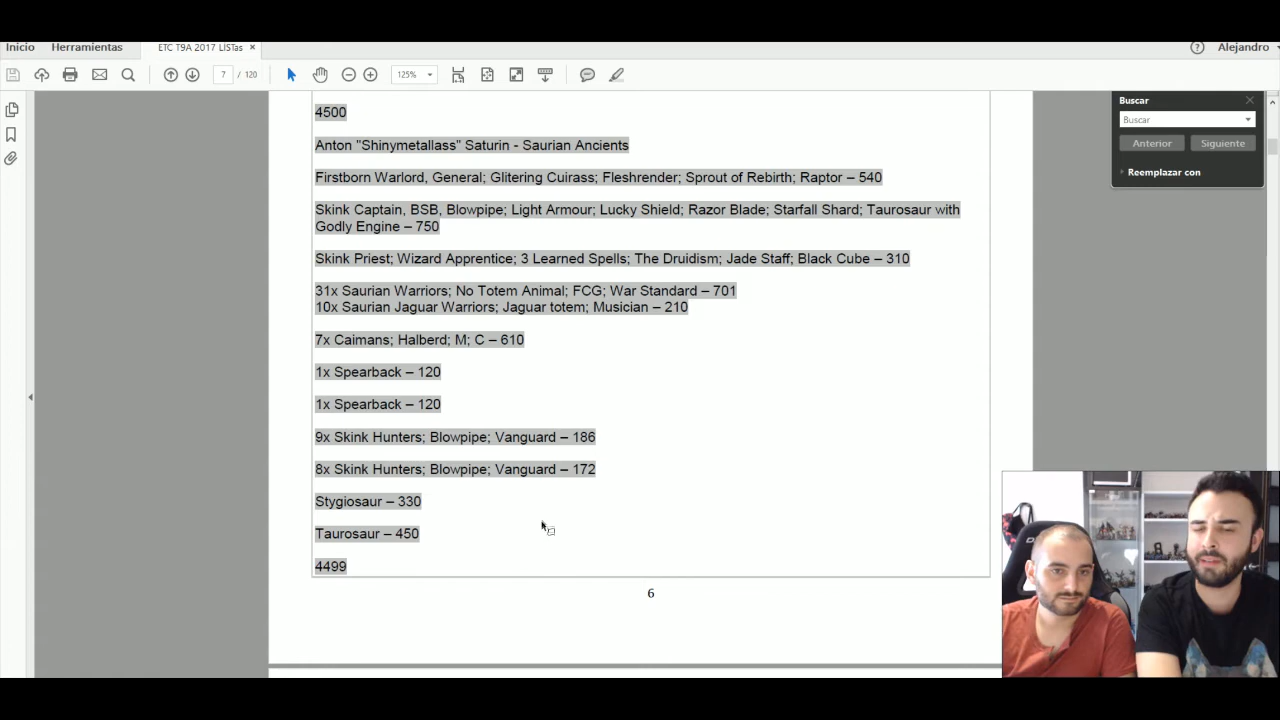 Inicio
Herramientas
ETC T9A 2017 LISTas ×
Alejandro
7 / 120
125%
Buscar
Buscar
Anterior
Siguiente
Reemplazar con
4500
Anton "Shinymetallass" Saturin - Saurian Ancients
Firstborn Warlord, General; Glitering Cuirass; Fleshrender; Sprout of Rebirth; Raptor – 540
Skink Captain, BSB, Blowpipe; Light Armour; Lucky Shield; Razor Blade; Starfall Shard; Taurosaur with
Godly Engine – 750
Skink Priest; Wizard Apprentice; 3 Learned Spells; The Druidism; Jade Staff; Black Cube – 310
31x Saurian Warriors; No Totem Animal; FCG; War Standard – 701
10x Saurian Jaguar Warriors; Jaguar totem; Musician – 210
7x Caimans; Halberd; M; C – 610
1x Spearback – 120
1x Spearback – 120
9x Skink Hunters; Blowpipe; Vanguard – 186
8x Skink Hunters; Blowpipe; Vanguard – 172
Stygiosaur – 330
Taurosaur – 450
4499
6